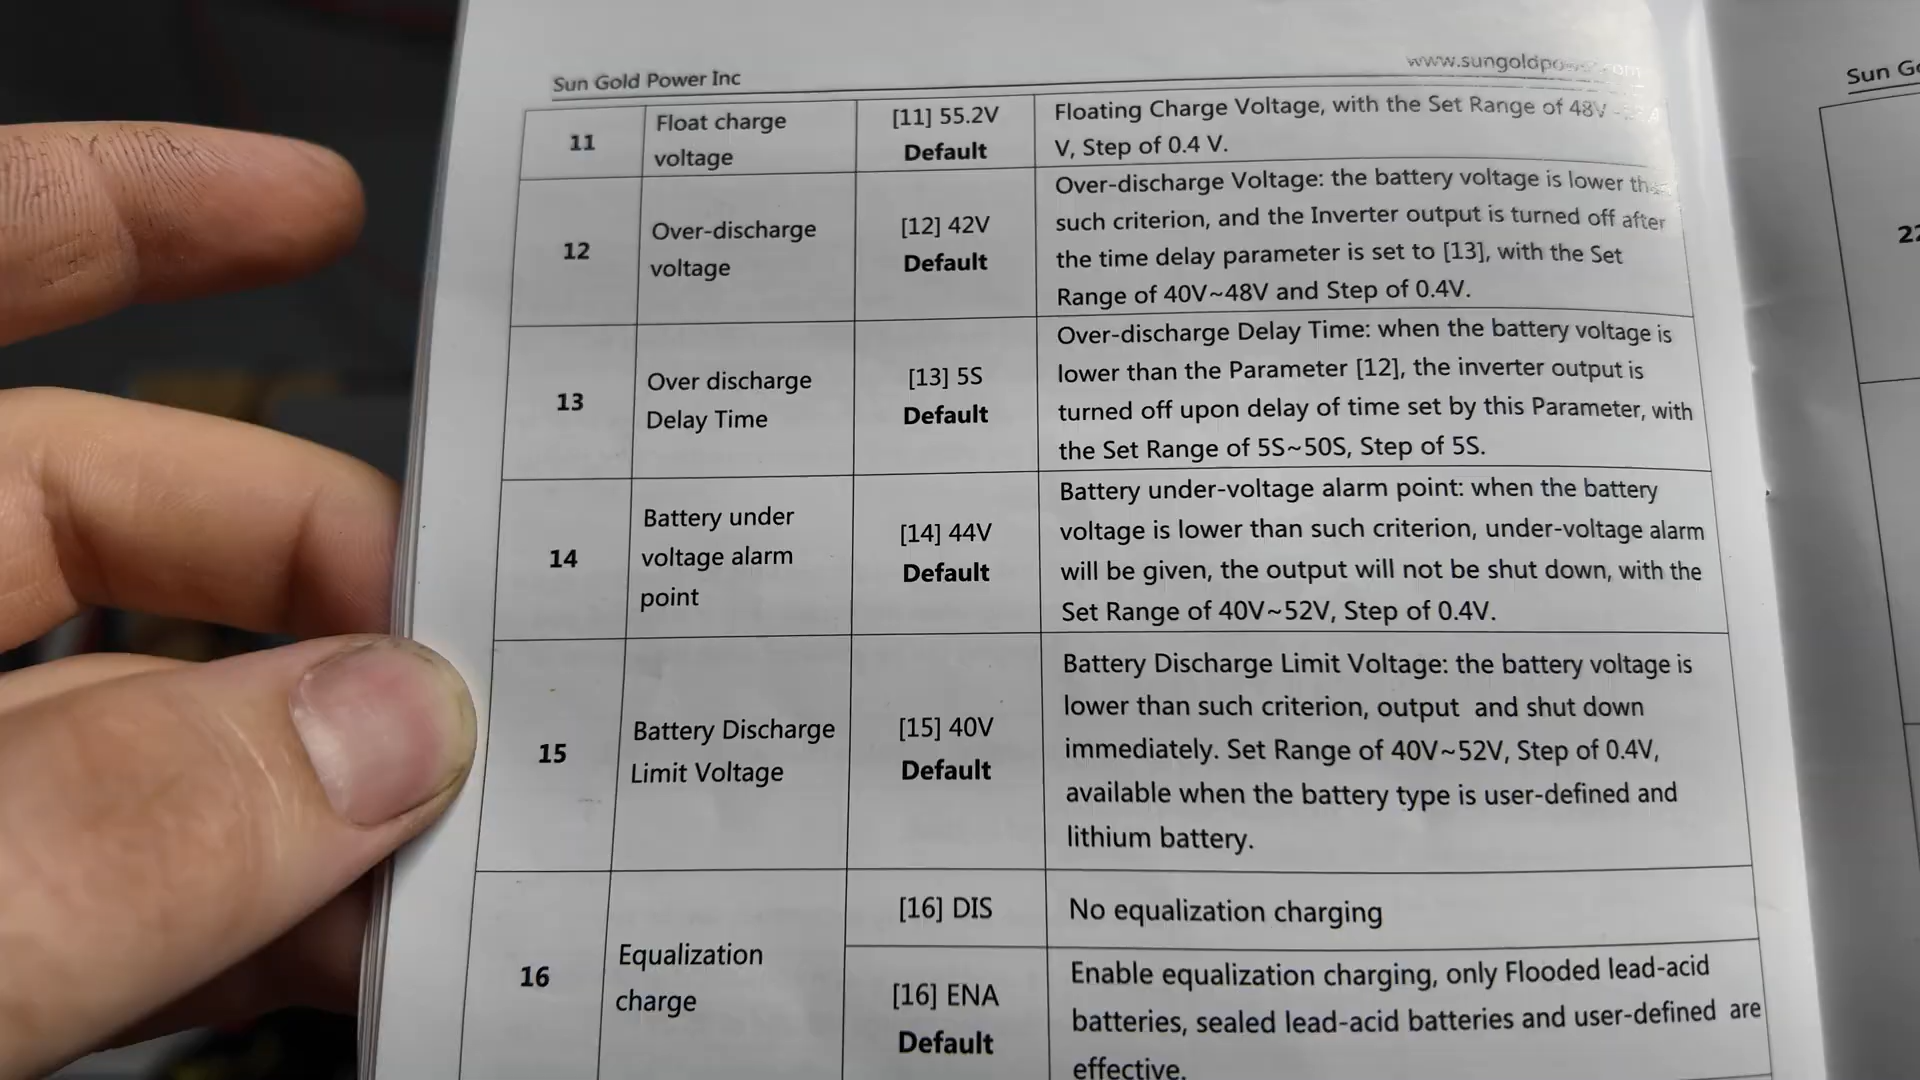 Sun Gold Power Inc
11
Float charge
voltage
[11] 55.2V
Default
Floating Charge Voltage, with the Set Range of 48V
V, Step of 0.4 V.
12
Over-discharge
voltage
[12] 42V
Default
Over-discharge Voltage: the battery voltage is lower
such criterion, and the Inverter output is turned off after
the time delay parameter is set to [13], with the Set
Range of 40V~48V and Step of 0.4V.
13
Over discharge
Delay Time
[13] 5S
Default
Over-discharge Delay Time: when the battery voltage is
lower than the Parameter [12], the inverter output is
turned off upon delay of time set by this Parameter, with
the Set Range of 5S~50S, Step of 5S.
14
Battery under
voltage alarm
point
[14] 44V
Default
Battery under-voltage alarm point: when the battery
voltage is lower than such criterion, under-voltage alarm
will be given, the output will not be shut down, with the
Set Range of 40V~52V, Step of 0.4V.
15
Battery Discharge
Limit Voltage
[15] 40V
Default
Battery Discharge Limit Voltage: the battery voltage is
lower than such criterion, output and shut down
immediately. Set Range of 40V~52V, Step of 0.4V,
available when the battery type is user-defined and
lithium battery.
16
Equalization
charge
[16] DIS
No equalization charging
[16] ENA
Default
Enable equalization charging, only Flooded lead-acid
batteries, sealed lead-acid batteries and user-defined are
effective.
Sun